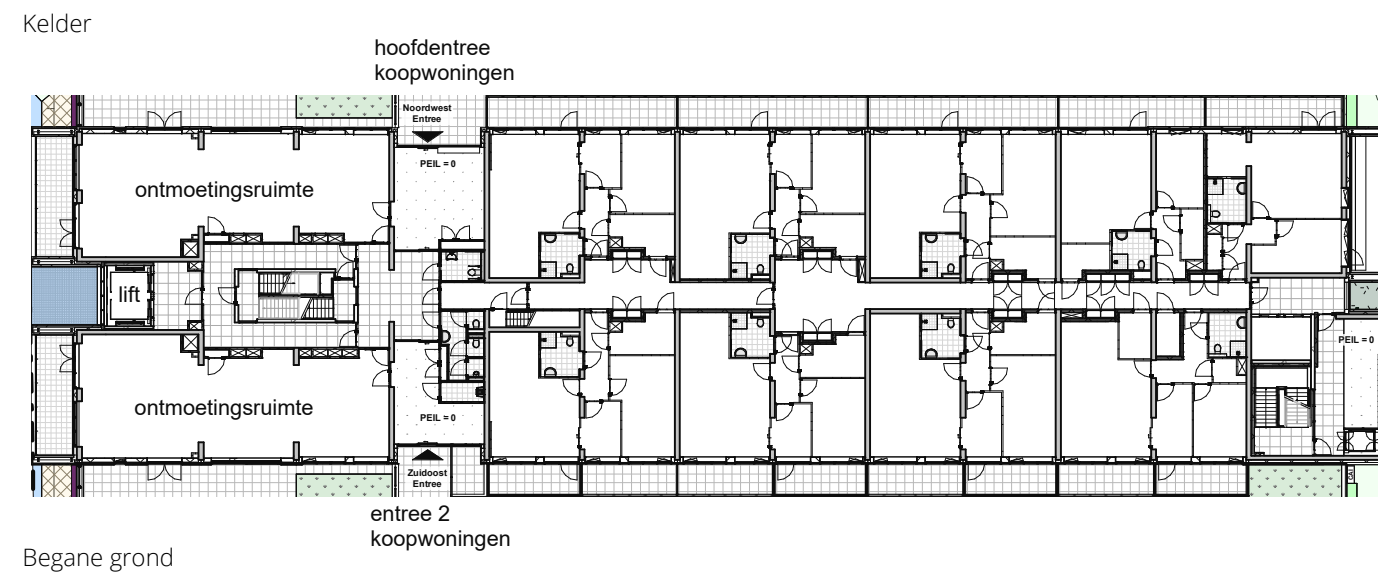 Kelder
hoofdentree
koopwoningen
Noordwest
Entree
PEIL = 0
ontmoetingsruimte
lift
PEIL = 0
ontmoetingsruimte
PEIL = 0
Zuidoost
Entree
entree 2
koopwoningen
Begane grond